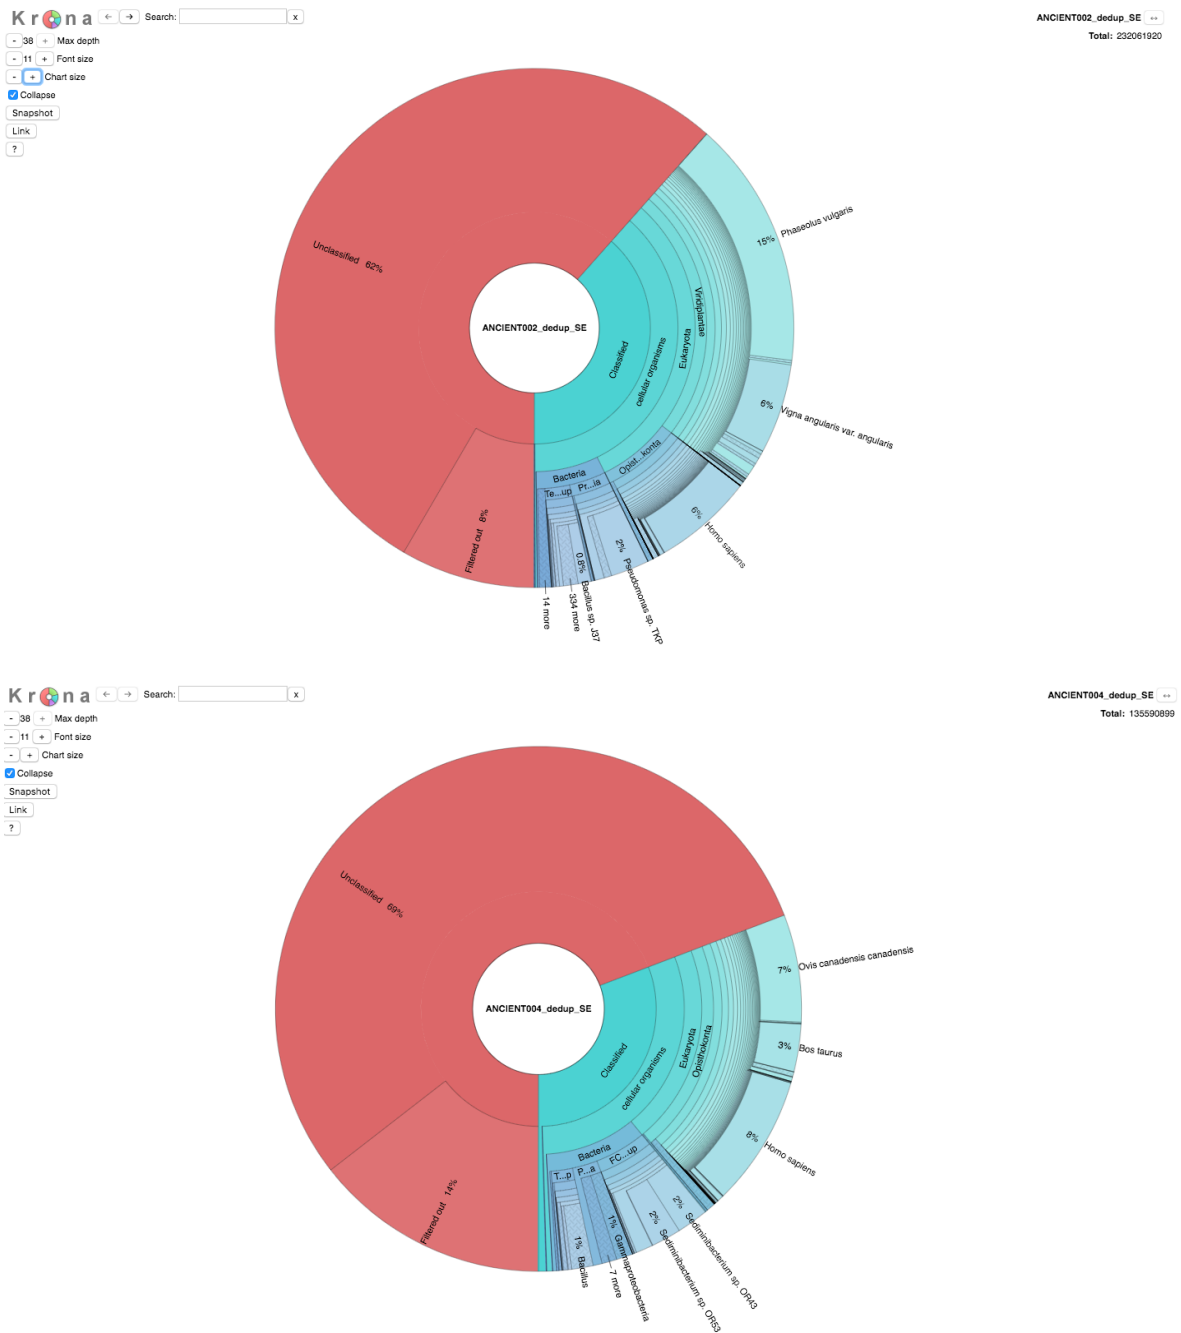 Krona ← → Search: x
ANCIENT002_dedup_SE ↔
- 38 + Max depth
Total: 232061920
- 11 + Font size
- + Chart size
Collapse
Snapshot
Link
?
Phaseolus vulgaris
15%
Unclassified 62%
Viridiplantae
ANCIENT002_dedup_SE
Eukaryota
Classified
cellular organisms
6%
Vigna angularis var. angularis
Opist...konta
Bacteria
Te...up
Pr...ia
6%
Homo sapiens
Filtered out 8%
2%
Pseudomonas sp. TKP
0.8%
Bacillus sp. J37
14 more
334 more
Krona ← → Search: x
ANCIENT004_dedup_SE ↔
- 38 + Max depth
Total: 135590899
- 11 + Font size
- + Chart size
Collapse
Snapshot
Link
?
Unclassified 69%
7%
Ovis canadensis canadensis
ANCIENT004_dedup_SE
3%
Bos taurus
Eukaryota
Opisthokonta
Classified
cellular organisms
8%
Homo sapiens
Bacteria
T...p
P...a
FC...up
Filtered out 14%
2%
Sediminibacterium sp. OR43
2%
Sediminibacterium sp. OR53
1%
Gammaproteobacteria
1%
Bacillus
7 more